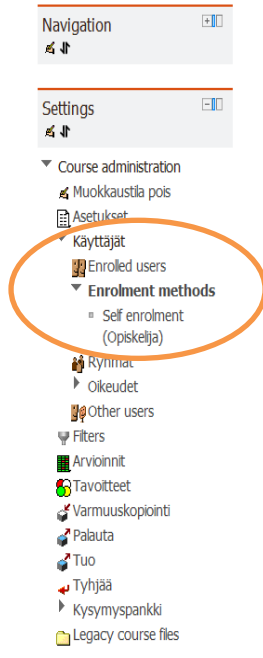 Navigation
Settings
Course administration
Muokkaustila pois
Asetukset
Käyttäjät
Enrolled users
Enrolment methods
Self enrolment
(Opiskelija)
Ryhmät
Oikeudet
Other users
Filters
Arvioinnit
Tavoitteet
Varmuuskopiointi
Palauta
Tuo
Tyhjää
Kysymyspankki
Legacy course files